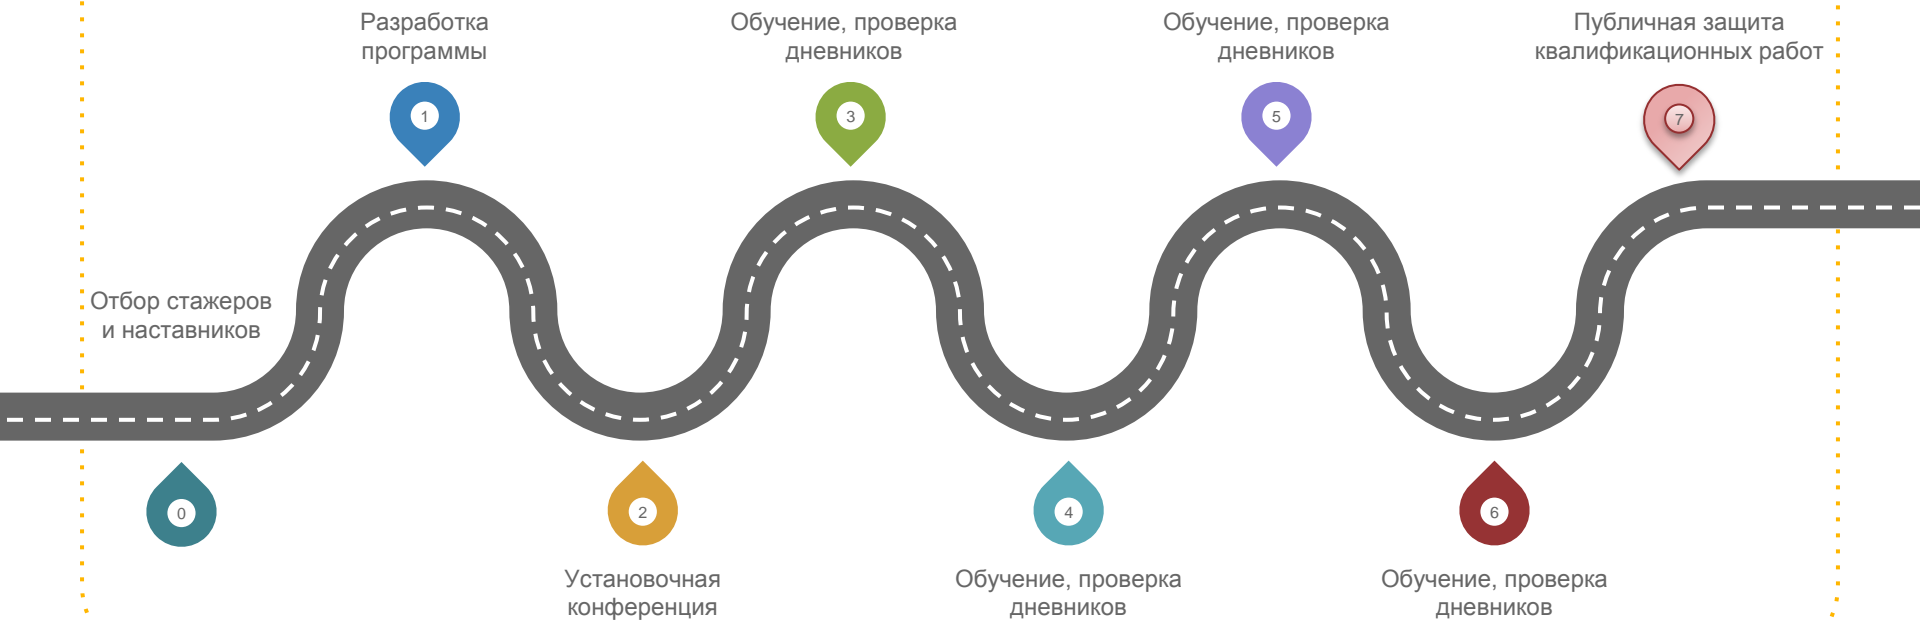 Разработка
программы
Обучение, проверка
дневников
Обучение, проверка
дневников
Публичная защита
квалификационных работ
1
3
5
7
Отбор стажеров
и наставников
0
2
4
6
Установочная
конференция
Обучение, проверка
дневников
Обучение, проверка
дневников